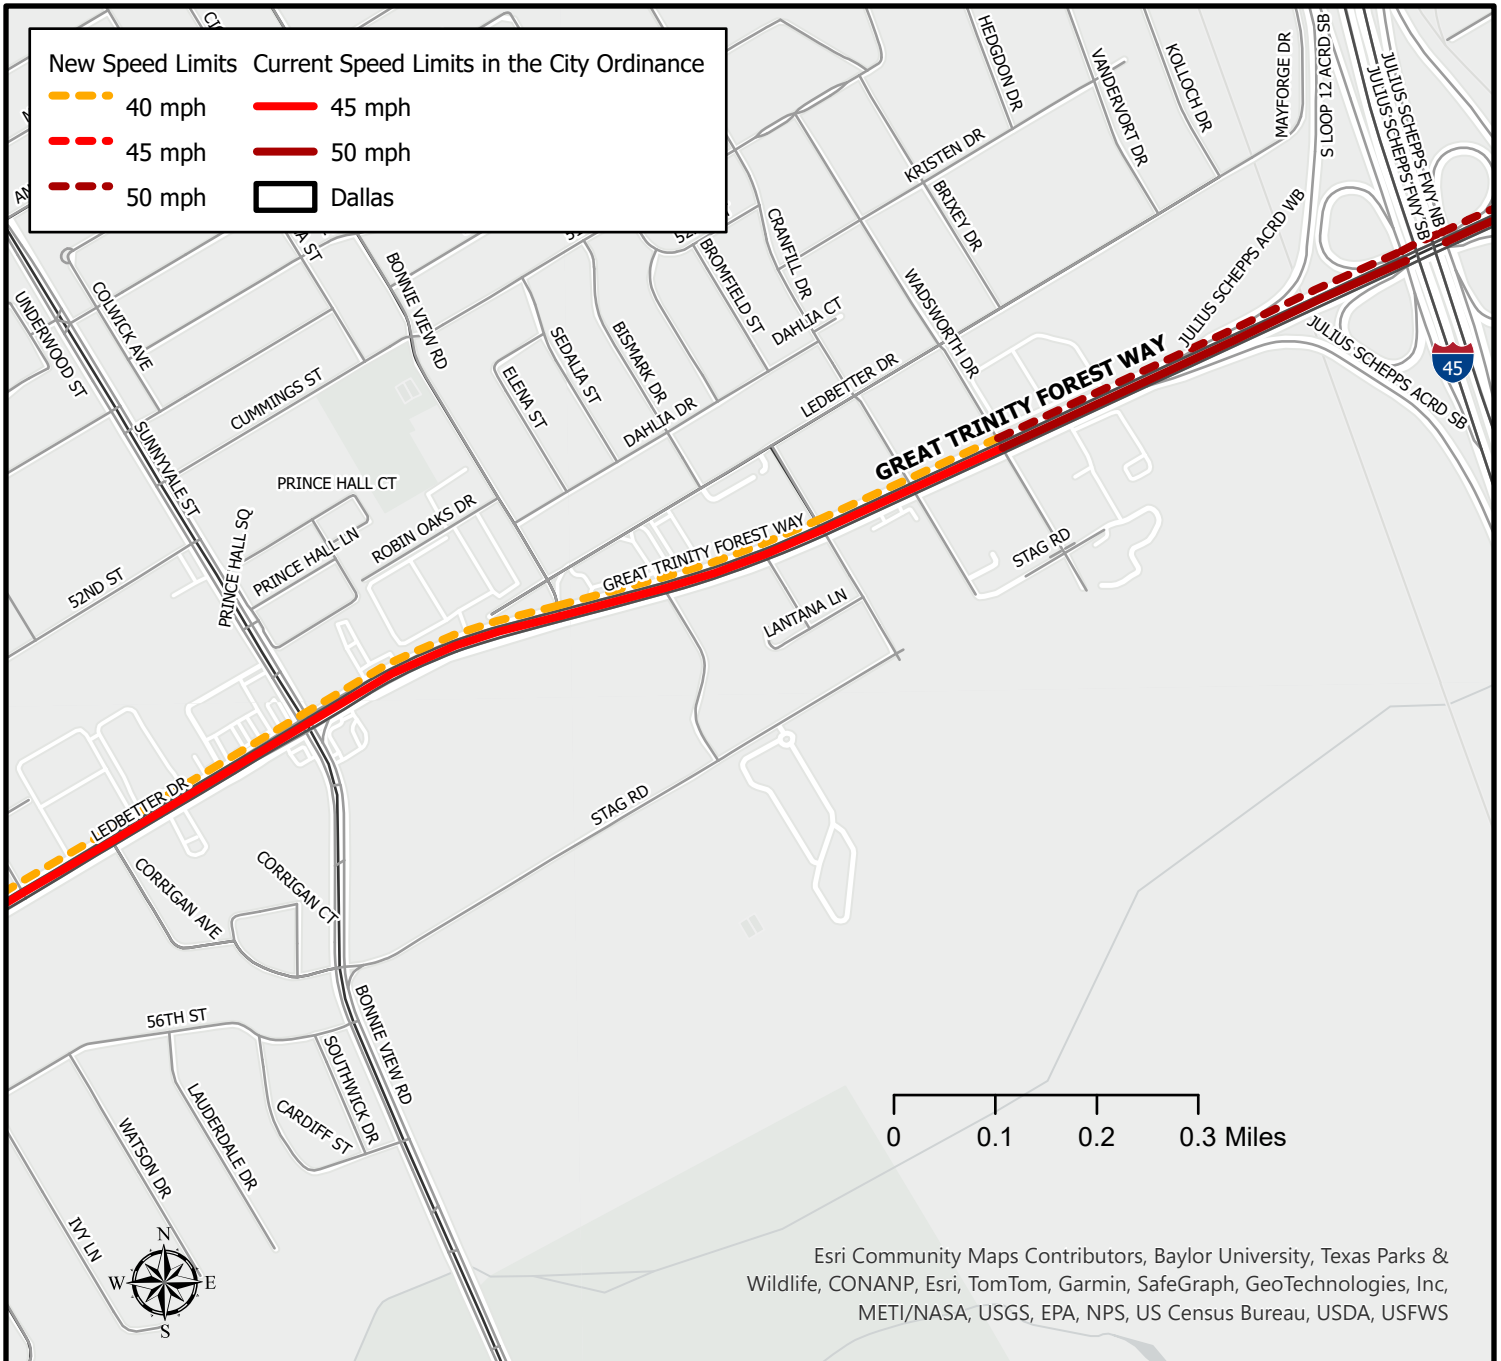 New Speed Limits
Current Speed Limits in the City Ordinance
40 mph
45 mph
45 mph
50 mph
50 mph
Dallas
HEDGDON DR
VANDERVORT DR
KOLLOCH DR
MAYFORGE DR
S LOOP 12 ACRD SB
JULIUS SCHEPPS FWY NB
JULIUS SCHEPPS FWY SB
KRISTEN DR
BRIXEY DR
CRANFILL DR
BROMFIELD ST
DAHLIA CT
WADSWORTH DR
JULIUS SCHEPPS ACRD WB
JULIUS SCHEPPS ACRD SB
45
UNDERWOOD ST
COLWICK AVE
BONNIE VIEW RD
SEDALIA ST
BISMARK DR
ELENA ST
DAHLIA DR
LEDBETTER DR
GREAT TRINITY FOREST WAY
CUMMINGS ST
SUNNYVALE ST
PRINCE HALL CT
PRINCE HALL SQ
PRINCE HALL LN
ROBIN OAKS DR
52ND ST
GREAT TRINITY FOREST WAY
STAG RD
LANTANA LN
LEDBETTER DR
STAG RD
CORRIGAN AVE
CORRIGAN CT
56TH ST
BONNIE VIEW RD
SOUTHWICK DR
CARDIFF ST
LAUDERDALE DR
WATSON DR
IVY LN
N
W
E
S
0 0.1 0.2 0.3 Miles
Esri Community Maps Contributors, Baylor University, Texas Parks &
Wildlife, CONANP, Esri, TomTom, Garmin, SafeGraph, GeoTechnologies, Inc,
METI/NASA, USGS, EPA, NPS, US Census Bureau, USDA, USFWS